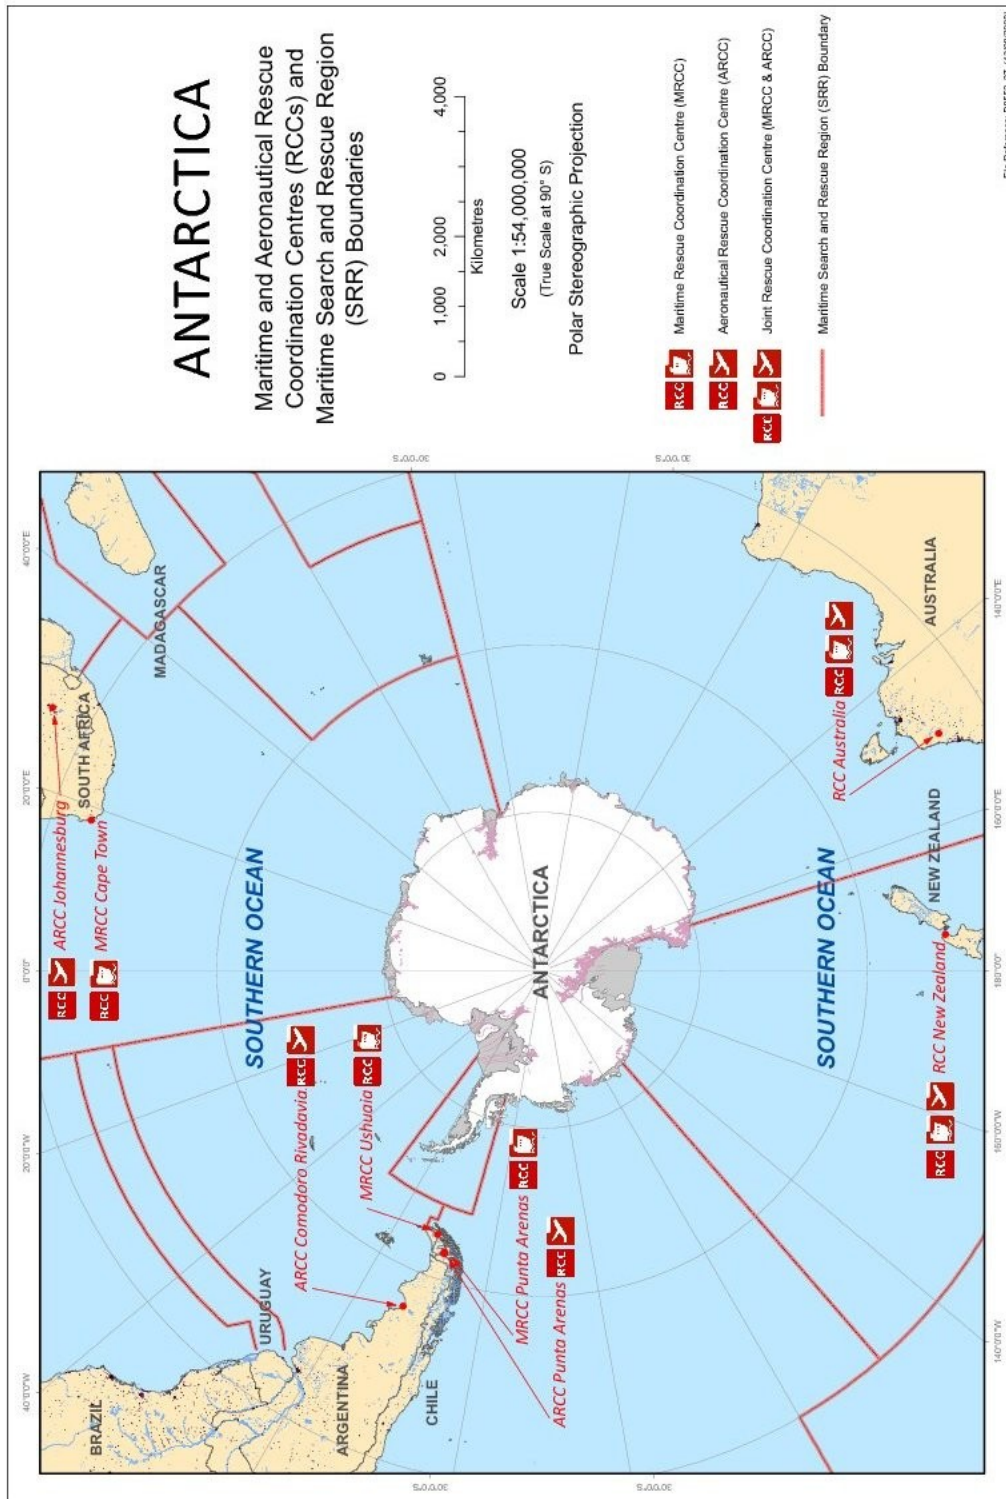 ANTARCTICA
Maritime and Aeronautical Rescue
Coordination Centres (RCCs) and
Maritime Search and Rescue Region
(SRR) Boundaries
0 1,000 2,000 4,000
Kilometres
Scale 1:54,000,000
(True Scale at 90° S)
Polar Stereographic Projection
RCC Maritime Rescue Coordination Centre (MRCC)
RCC Aeronautical Rescue Coordination Centre (ARCC)
RCC Joint Rescue Coordination Centre (MRCC & ARCC)
Maritime Search and Rescue Region (SRR) Boundary
40°0'0"W
20°0'0"W
0°0'0"
20°0'0"E
40°0'0"E
BRAZIL
URUGUAY
ARGENTINA
CHILE
SOUTH AFRICA
MADAGASCAR
RCC ARCC Johannesburg
RCC MRCC Cape Town
SOUTHERN OCEAN
ARCC Comodoro Rivadavia RCC
MRCC Ushuaia RCC
MRCC Punta Arenas RCC
ARCC Punta Arenas RCC
ANTARCTICA
SOUTHERN OCEAN
RCC Australia RCC
AUSTRALIA
NEW ZEALAND
RCC RCC New Zealand
30°0'0"S
30°0'0"S
140°0'0"W
160°0'0"W
180°0'0"
160°0'0"E
140°0'0"E